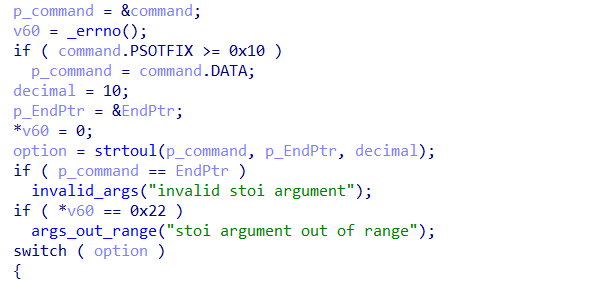 p_command = &command;
v60 = _errno();
if ( command.PSOTFIX >= 0x10 )
  p_command = command.DATA;
decimal = 10;
p_EndPtr = &EndPtr;
*v60 = 0;
option = strtoul(p_command, p_EndPtr, decimal);
if ( p_command == EndPtr )
  invalid_args("invalid stoi argument");
if ( *v60 == 0x22 )
  args_out_range("stoi argument out of range");
switch ( option )
{